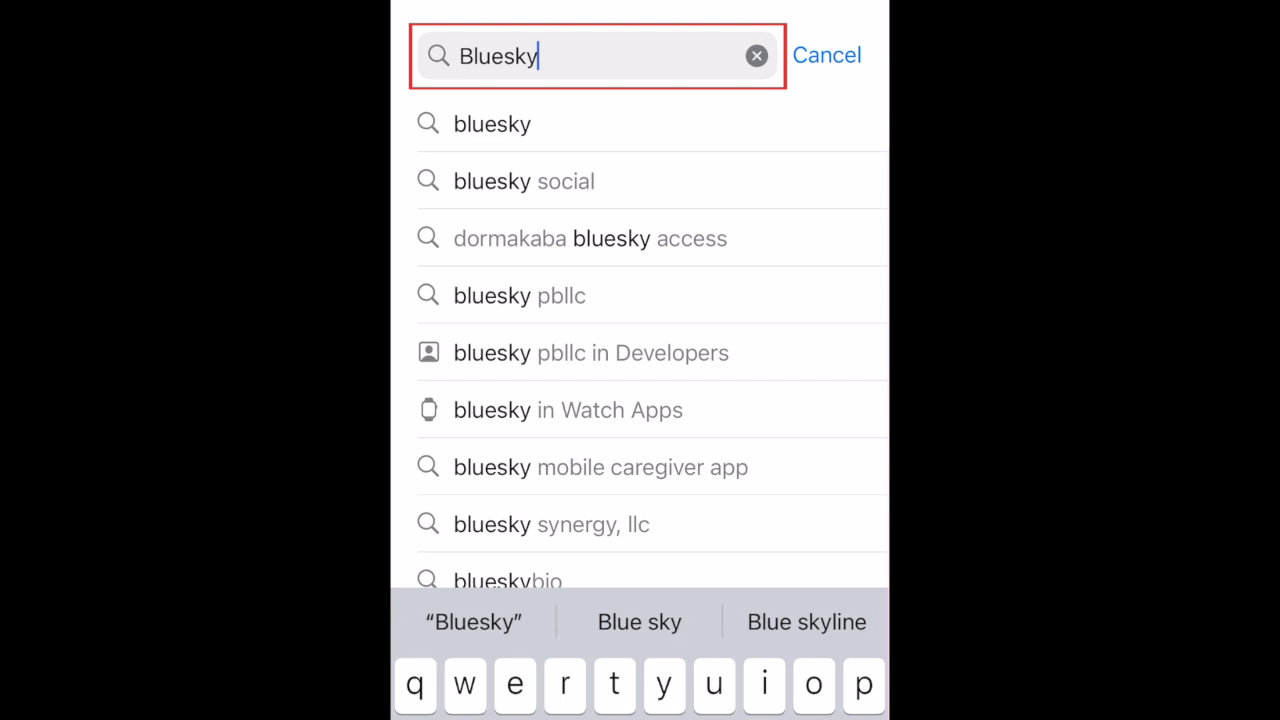 Bluesky Cancel
bluesky
bluesky social
dormakaba bluesky access
bluesky pbllc
bluesky pbllc in Developers
bluesky in Watch Apps
bluesky mobile caregiver app
bluesky synergy, llc
blueskybio
“Bluesky” Blue sky Blue skyline
q w e r t y u i o p